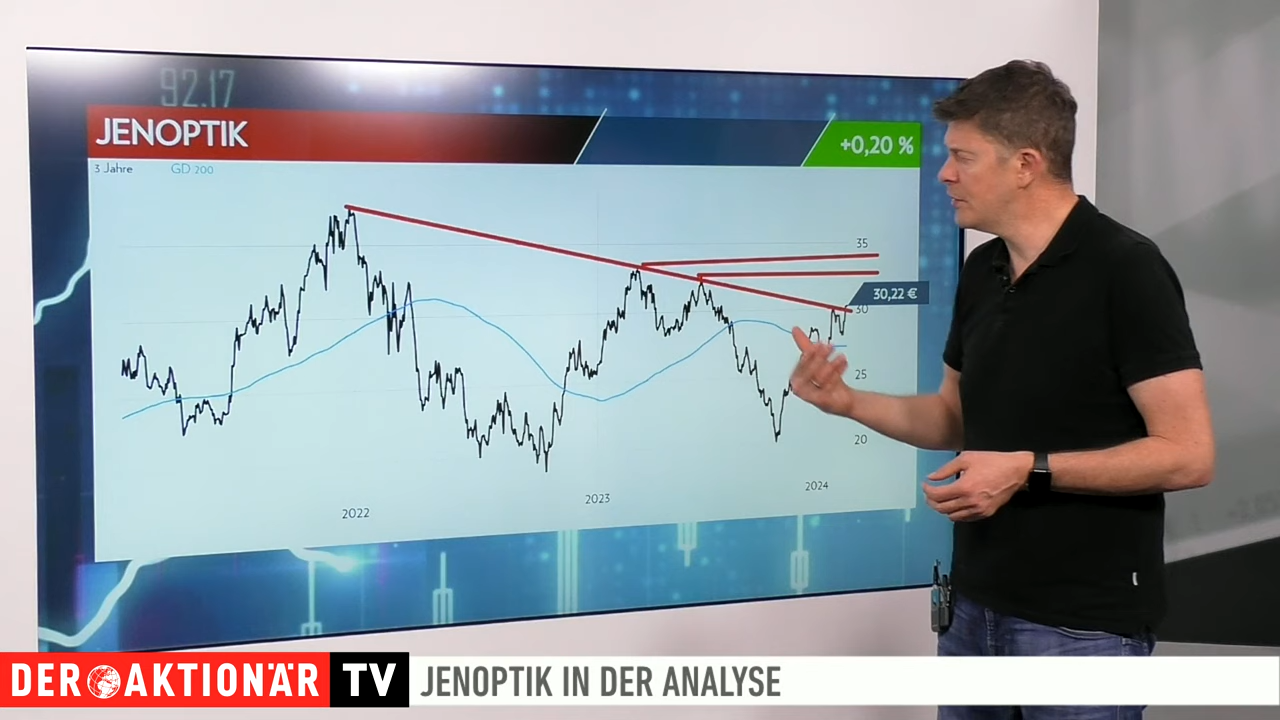 92.17
JENOPTIK
+0,20 %
3 Jahre GD 200
35
30,22 €
30
25
20
2022
2023
2024
DER AKTIONÄR TV
JENOPTIK IN DER ANALYSE